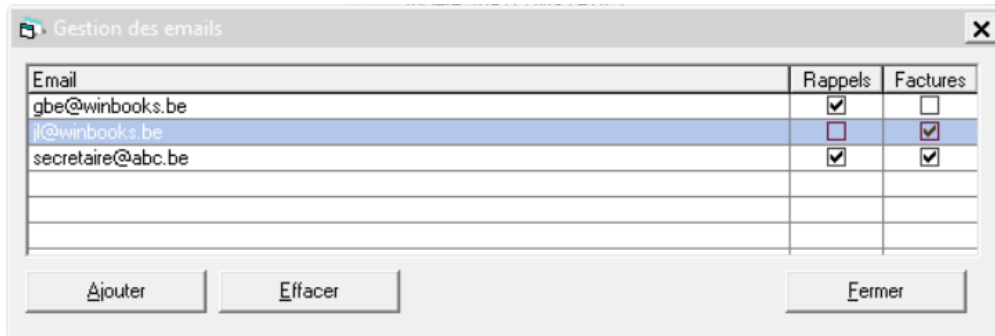 Gestion des emails
Email Rappels Factures
gbe@winbooks.be
jl@winbooks.be
secretaire@abc.be
Ajouter Effacer Fermer